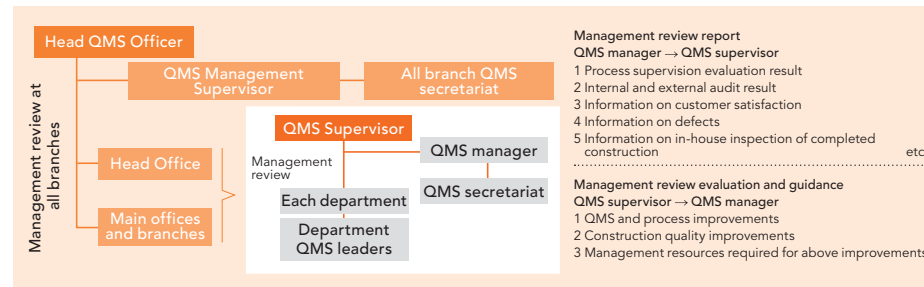 Management review at
all branches
Head QMS Officer
QMS Management
Supervisor
All branch QMS
secretariat
Head Office
Main offices
and branches
QMS Supervisor
Management
review
QMS manager
QMS secretariat
Each department
Department
QMS leaders
Management review report
QMS manager → QMS supervisor
1 Process supervision evaluation result
2 Internal and external audit result
3 Information on customer satisfaction
4 Information on defects
5 Information on in-house inspection of completed
construction etc
Management review evaluation and guidance
QMS supervisor → QMS manager
1 QMS and process improvements
2 Construction quality improvements
3 Management resources required for above improvements